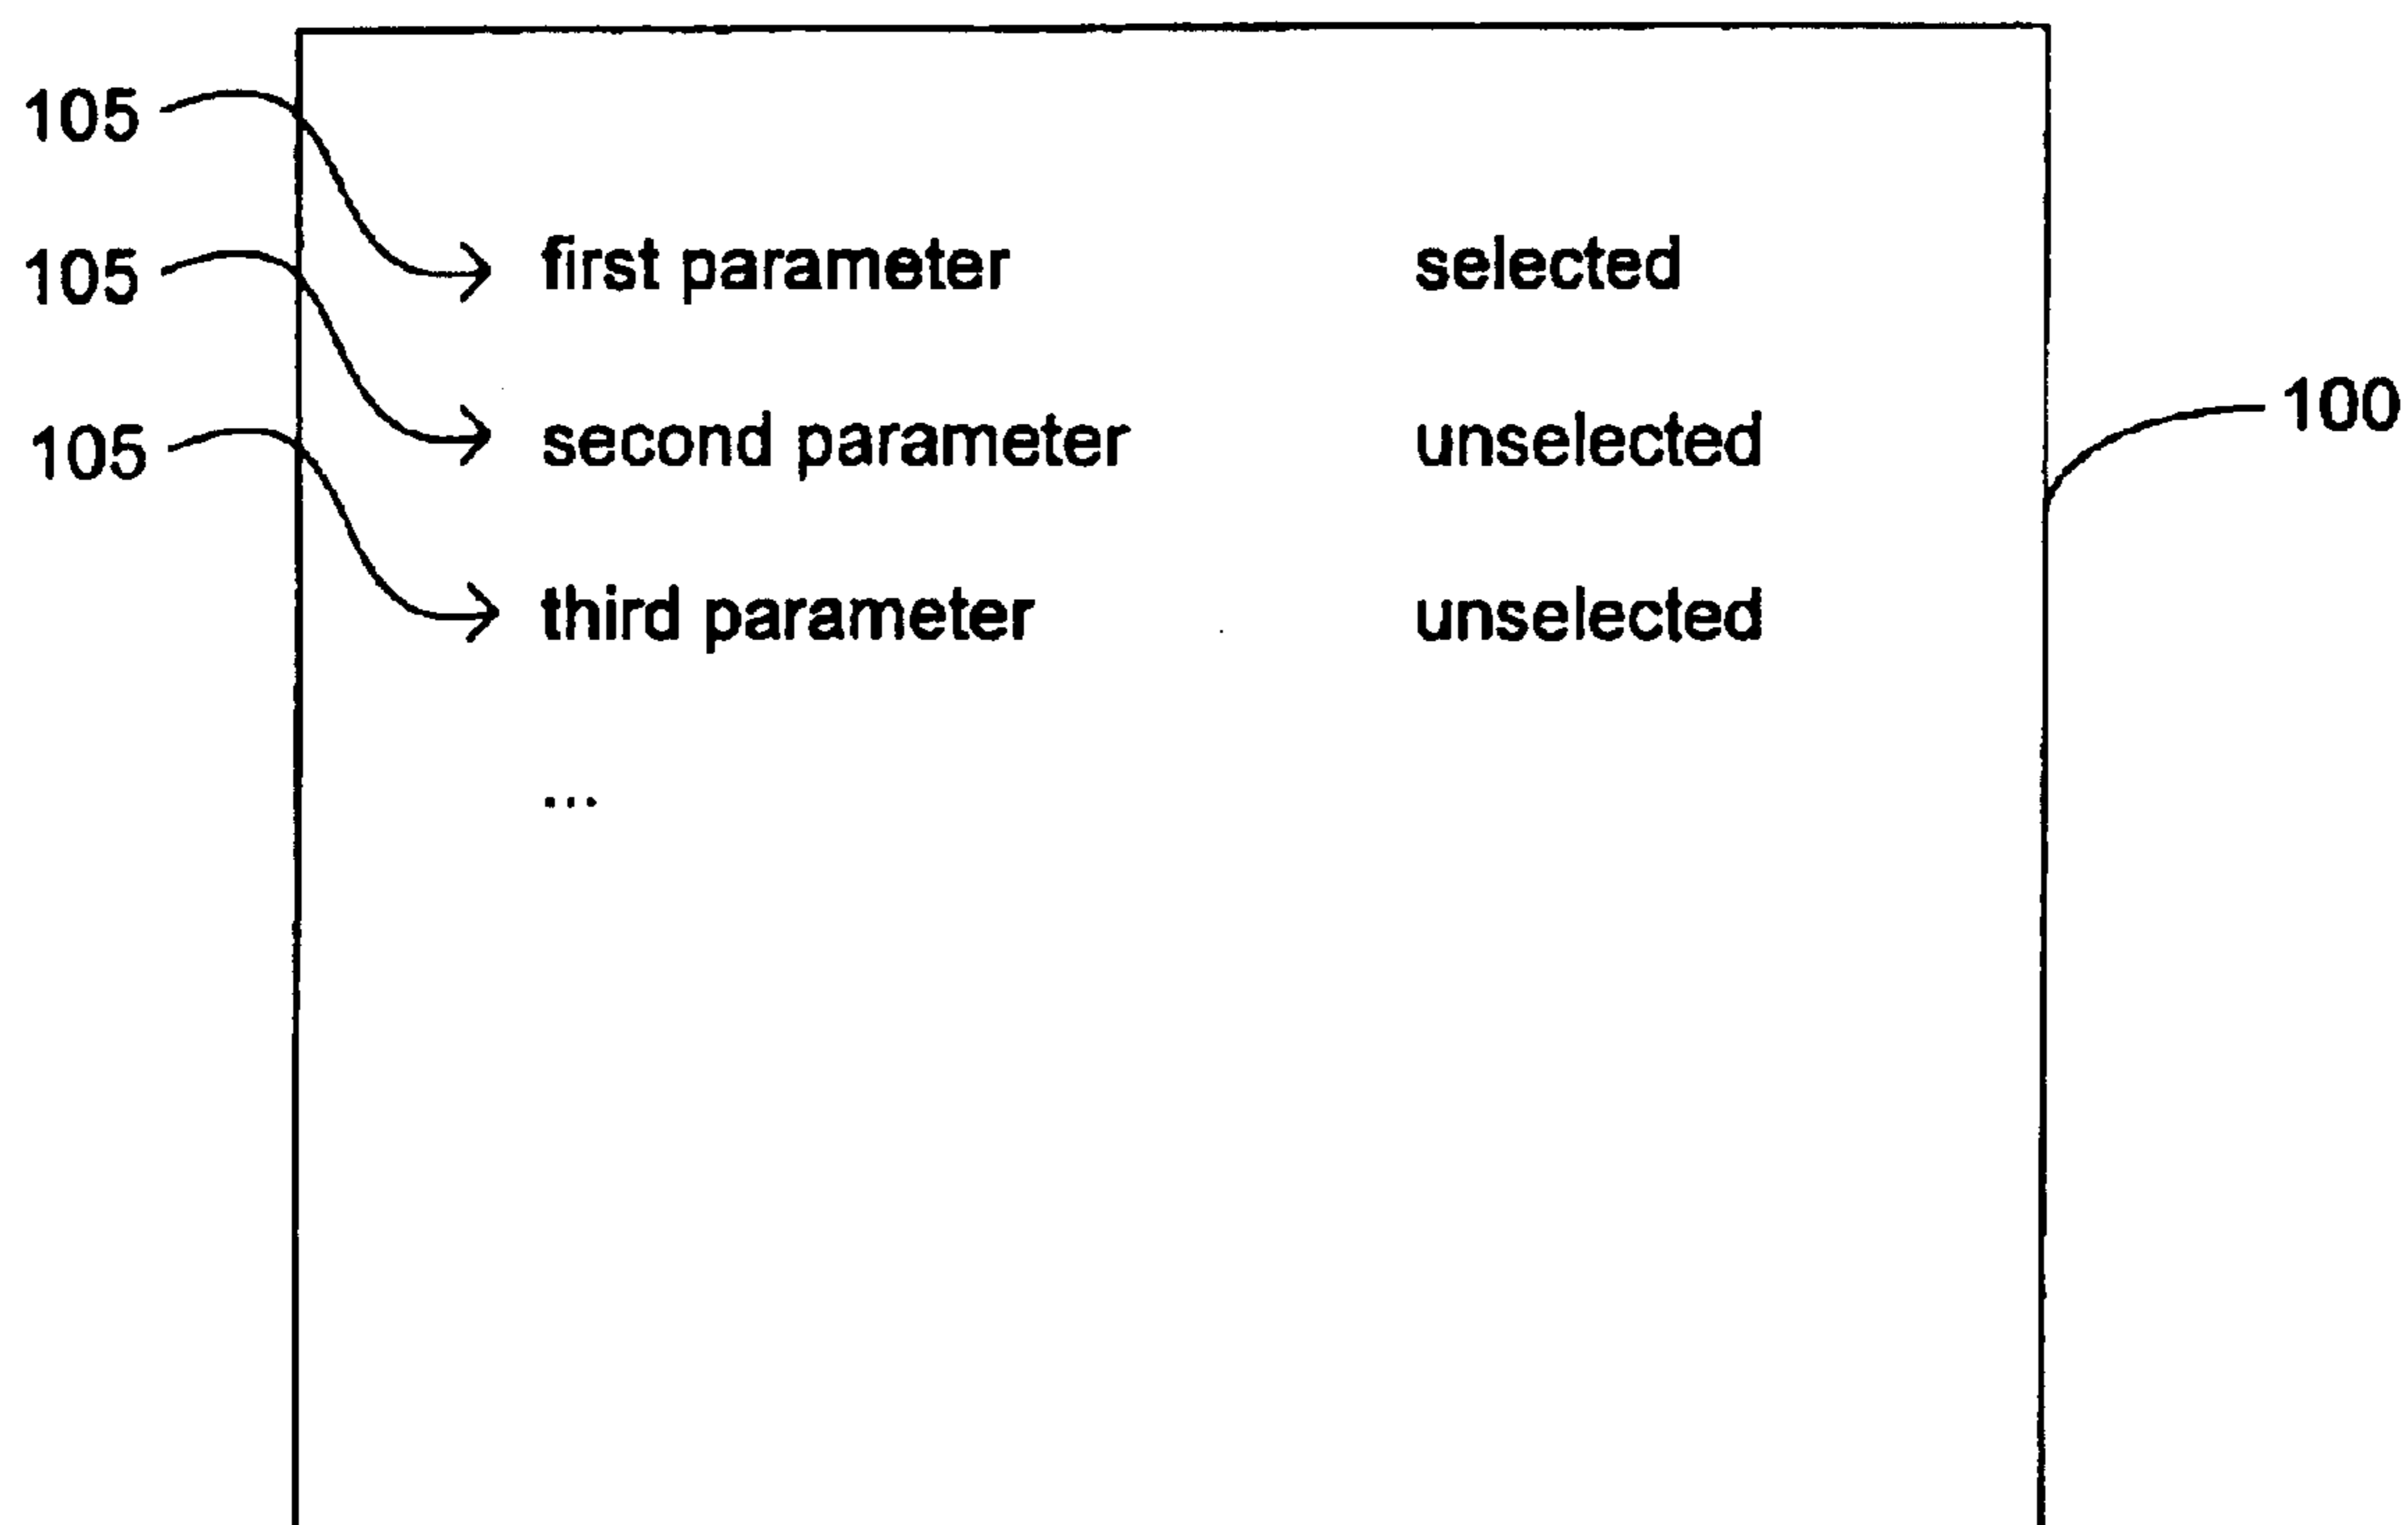 105
first parameter selected
105
second parameter unselected
100
105
third parameter unselected
...